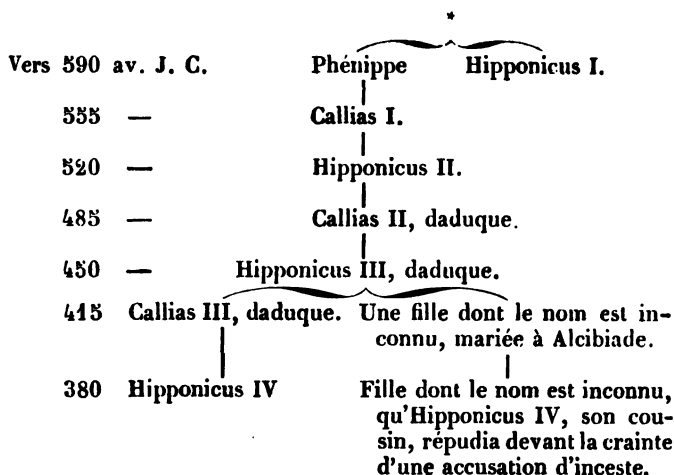 *
Vers 590 av. J. C. Phénippe Hipponicus I.
555 — Callias I.
520 — Hipponicus II.
485 — Callias II, daduque.
450 — Hipponicus III, daduque.
415 Callias III, daduque. Une fille dont le nom est in-
connu, mariée à Alcibiade.
380 Hipponicus IV Fille dont le nom est inconnu,
qu'Hipponicus IV, son cou-
sin, répudia devant la crainte
d'une accusation d'inceste.